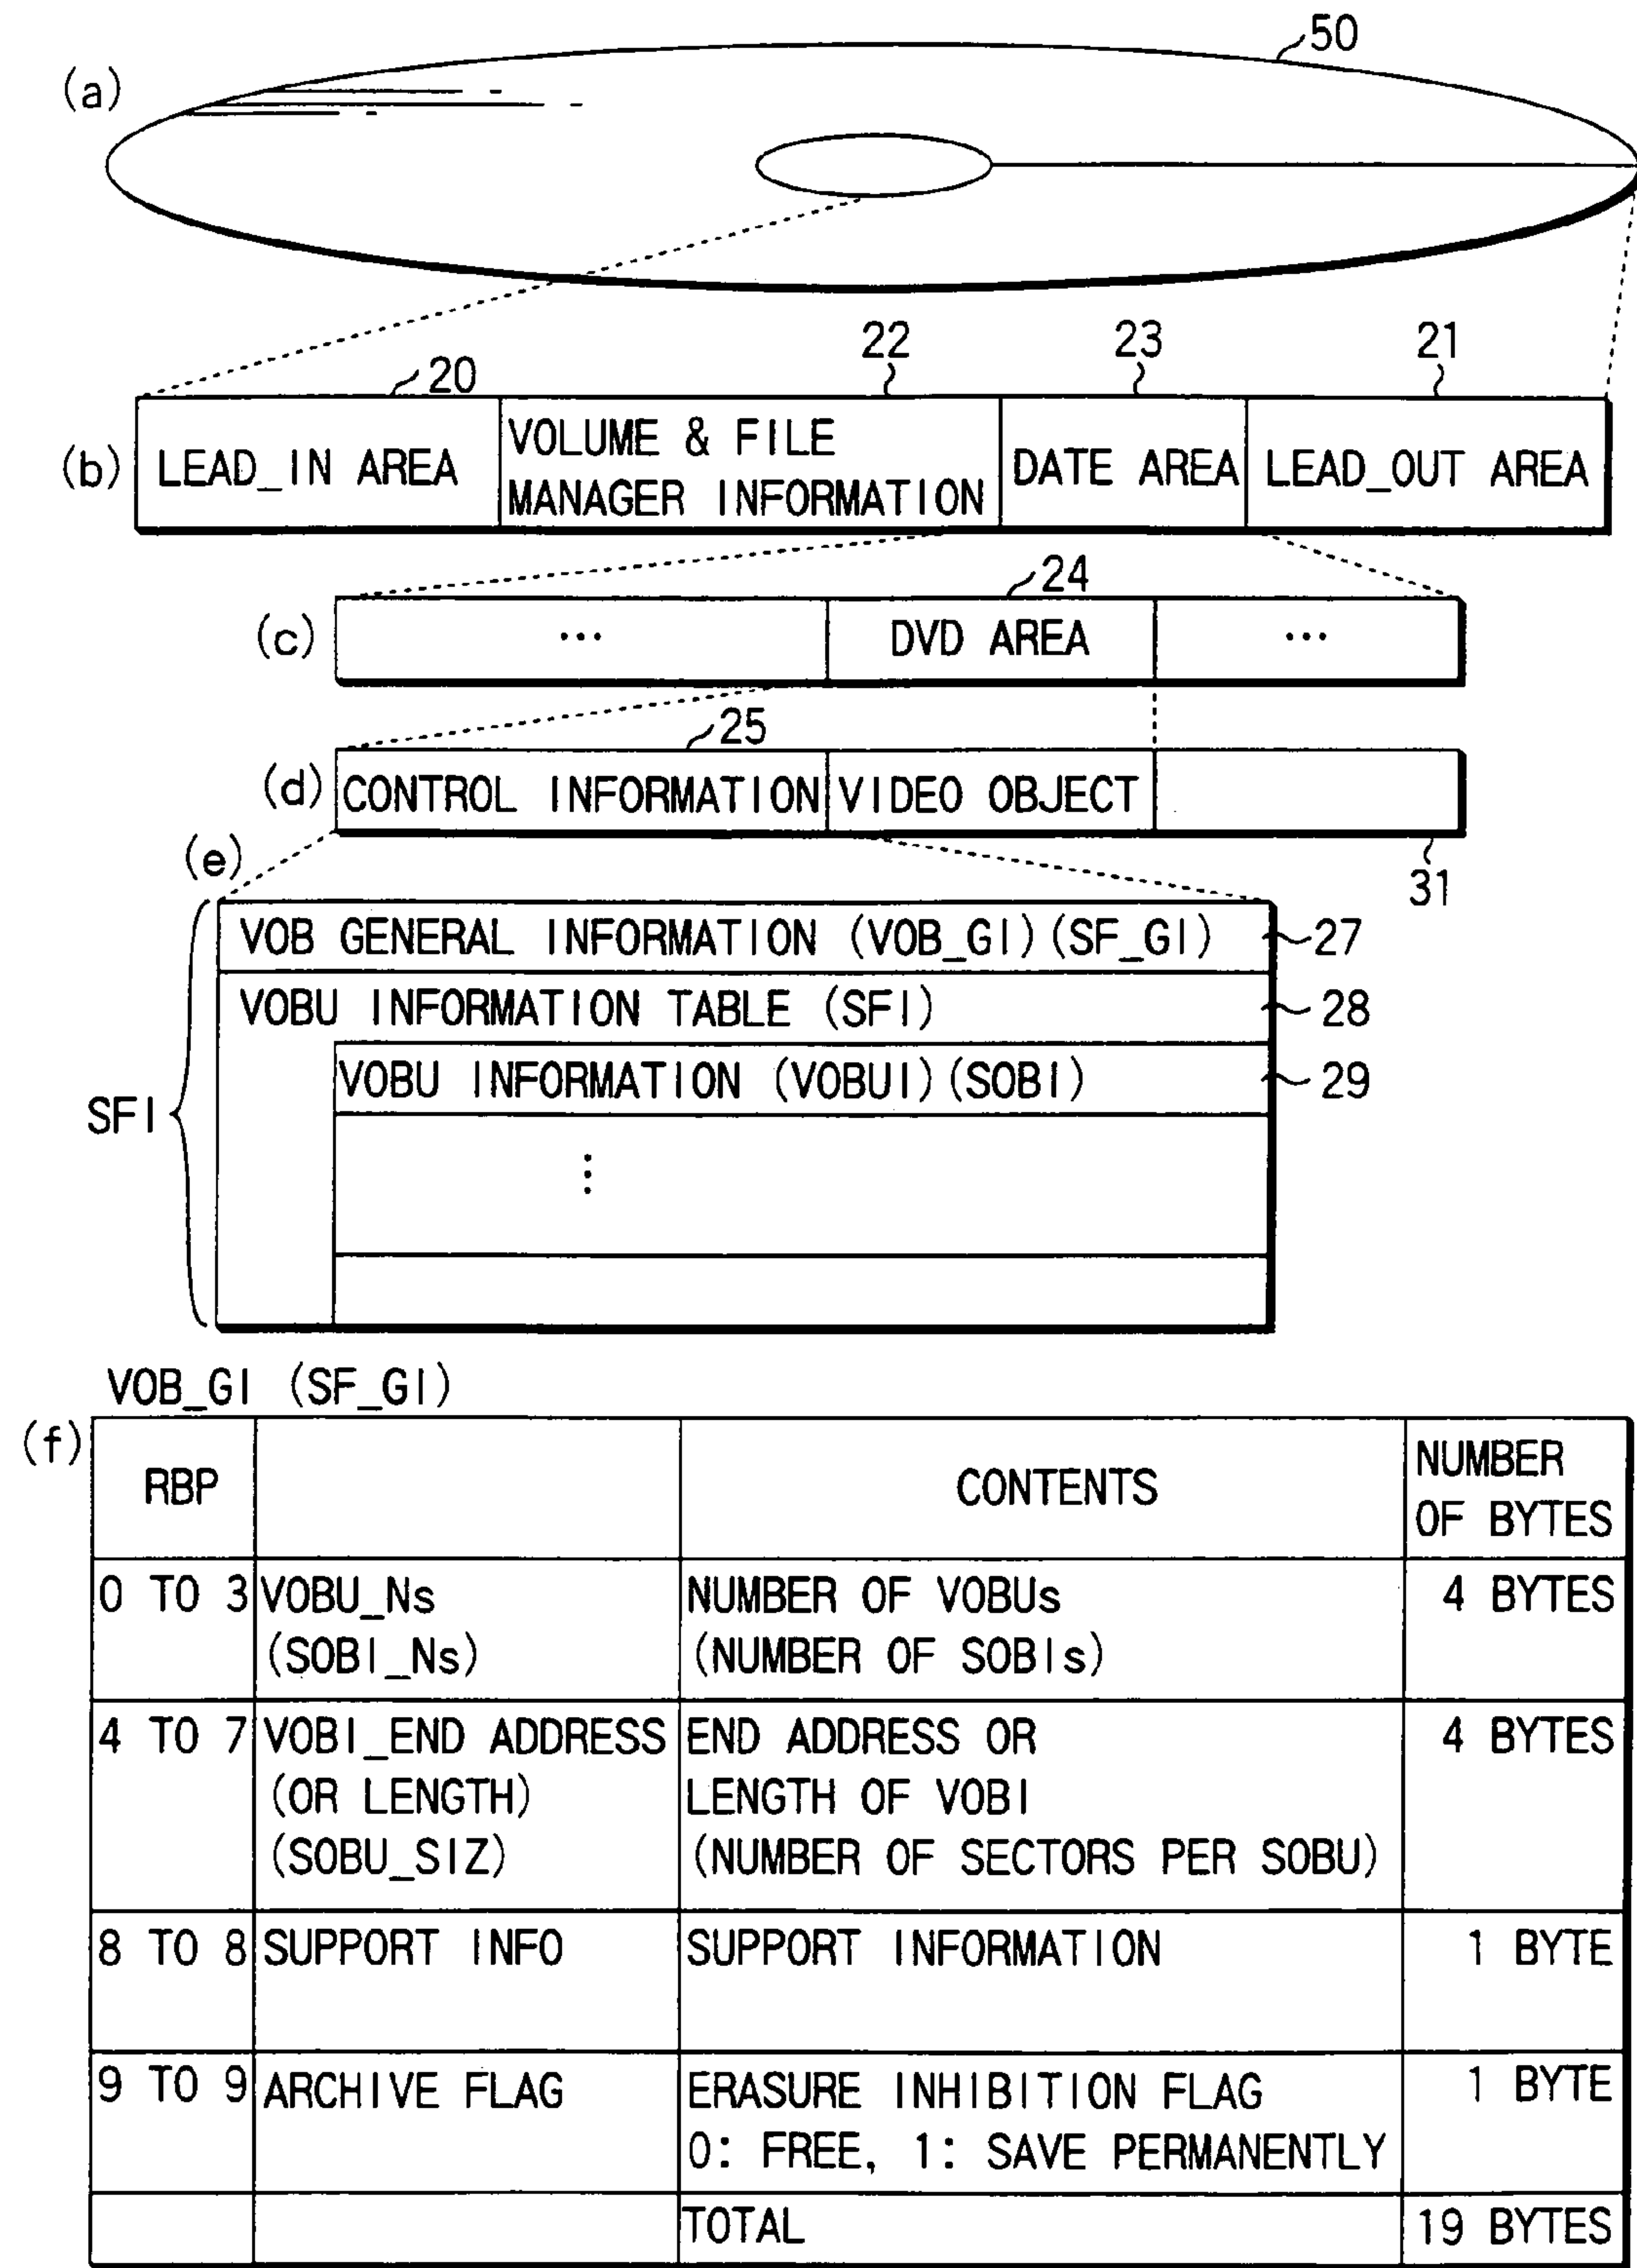 50
(a)
22
23
21
20
(b)
LEAD_IN AREA
VOLUME & FILE
MANAGER INFORMATION
DATE AREA
LEAD_OUT AREA
24
(c)
...
DVD AREA
...
25
(d)
CONTROL INFORMATION
VIDEO OBJECT
31
(e)
VOB GENERAL INFORMATION (VOB_GI)(SF_GI)
27
VOBU INFORMATION TABLE (SFI)
28
VOBU INFORMATION (VOBUI)(SOBI)
29
SFI
⋮
VOB_GI (SF_GI)
(f)
RBP
CONTENTS
NUMBER
OF BYTES
0 TO 3
VOBU_Ns
(SOBI_Ns)
NUMBER OF VOBUs
(NUMBER OF SOBIs)
4 BYTES
4 TO 7
VOBI_END ADDRESS
(OR LENGTH)
(SOBU_SIZ)
END ADDRESS OR
LENGTH OF VOBI
(NUMBER OF SECTORS PER SOBU)
4 BYTES
8 TO 8
SUPPORT INFO
SUPPORT INFORMATION
1 BYTE
9 TO 9
ARCHIVE FLAG
ERASURE INHIBITION FLAG
0: FREE, 1: SAVE PERMANENTLY
1 BYTE
TOTAL
19 BYTES